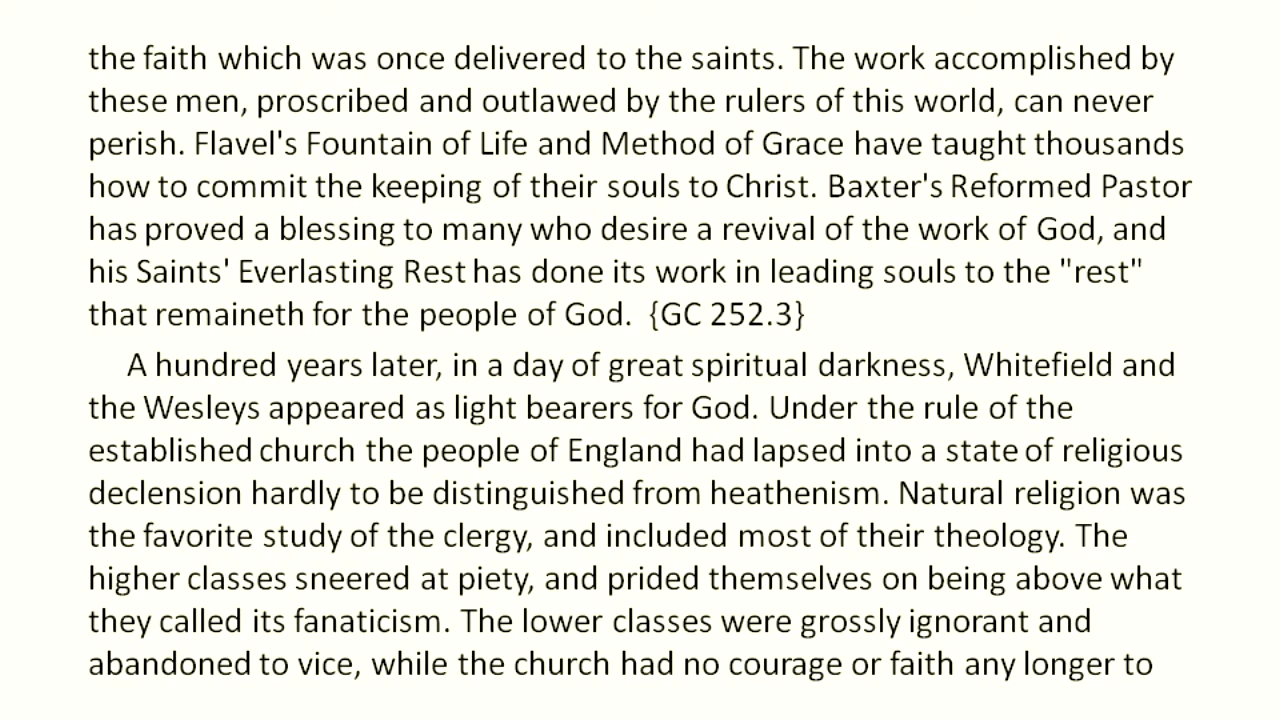 the faith which was once delivered to the saints. The work accomplished by
these men, proscribed and outlawed by the rulers of this world, can never
perish. Flavel's Fountain of Life and Method of Grace have taught thousands
how to commit the keeping of their souls to Christ. Baxter's Reformed Pastor
has proved a blessing to many who desire a revival of the work of God, and
his Saints' Everlasting Rest has done its work in leading souls to the "rest"
that remaineth for the people of God.  {GC 252.3}
A hundred years later, in a day of great spiritual darkness, Whitefield and
the Wesleys appeared as light bearers for God. Under the rule of the
established church the people of England had lapsed into a state of religious
declension hardly to be distinguished from heathenism. Natural religion was
the favorite study of the clergy, and included most of their theology. The
higher classes sneered at piety, and prided themselves on being above what
they called its fanaticism. The lower classes were grossly ignorant and
abandoned to vice, while the church had no courage or faith any longer to